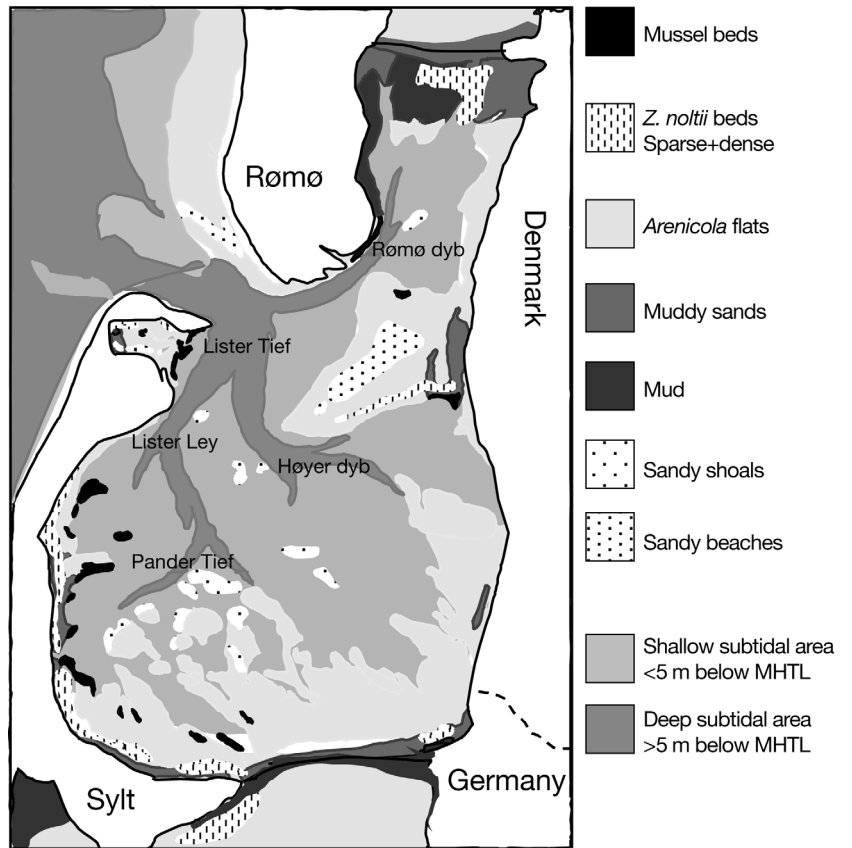 Rømø
Denmark
Rømø dyb
Lister Tief
Lister Ley
Høyer dyb
Pander Tief
Sylt
Germany
Mussel beds
Z. noltii beds
Sparse+dense
Arenicola flats
Muddy sands
Mud
Sandy shoals
Sandy beaches
Shallow subtidal area
<5 m below MHTL
Deep subtidal area
>5 m below MHTL